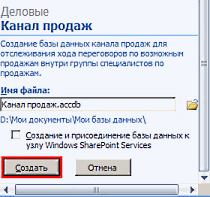 Деловые
Канал продаж
Создание базы данных канала продаж для
отслеживания хода переговоров по возможным
продажам внутри группы специалистов по
продажам.
Имя файла:
Канал продаж.accdb
D:\Мои документы\Мои базы данных\
Создание и присоединение базы данных к
узлу Windows SharePoint Services
Создать
Отмена